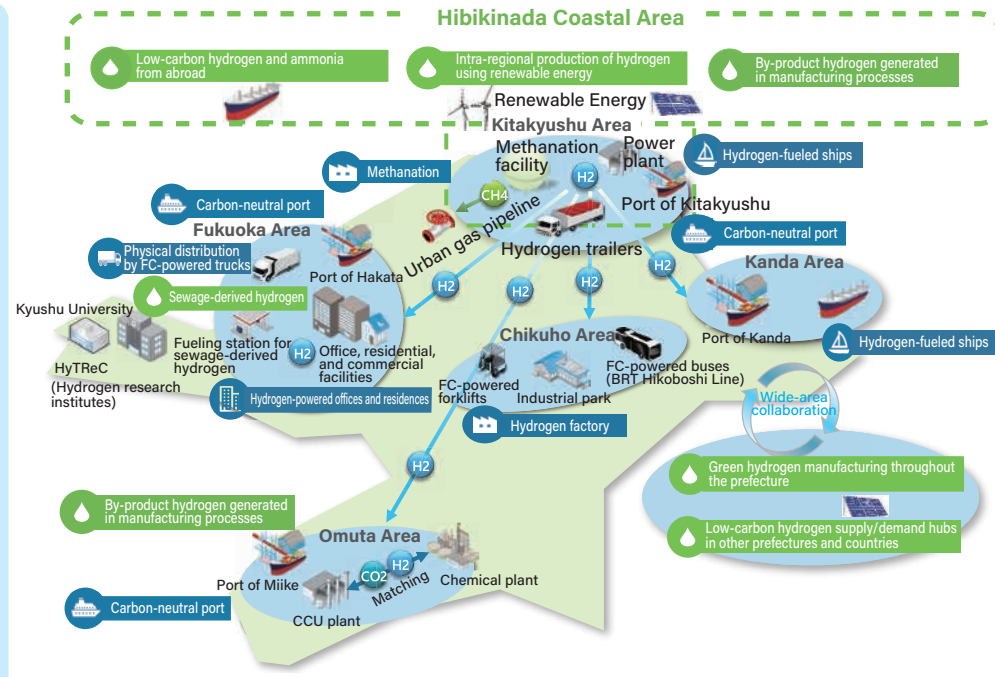 Hibikinada Coastal Area
Low-carbon hydrogen and ammonia
from abroad
Intra-regional production of hydrogen
using renewable energy
By-product hydrogen generated
in manufacturing processes
Renewable Energy
Kitakyushu Area
Methanation
facility
Power
plant
Hydrogen-fueled ships
Methanation
H2
CH4
Carbon-neutral port
Port of Kitakyushu
Urban gas pipeline
Fukuoka Area
Carbon-neutral port
Hydrogen trailers
Physical distribution
by FC-powered trucks
Port of Hakata
H2
H2
H2
H2
Kanda Area
Sewage-derived hydrogen
Kyushu University
Port of Kanda
Chikuho Area
Hydrogen-fueled ships
Fueling station for
sewage-derived
hydrogen
H2
Office, residential,
and commercial
facilities
HyTReC
(Hydrogen research
institutes)
FC-powered
forklifts
Industrial park
FC-powered buses
(BRT Hikoboshi Line)
Hydrogen-powered offices and residences
Hydrogen factory
Wide-area
collaboration
H2
Green hydrogen manufacturing throughout
the prefecture
Low-carbon hydrogen supply/demand hubs
in other prefectures and countries
By-product hydrogen generated
in manufacturing processes
Omuta Area
Port of Miike
CO2
H2
Matching
Chemical plant
CCU plant
Carbon-neutral port